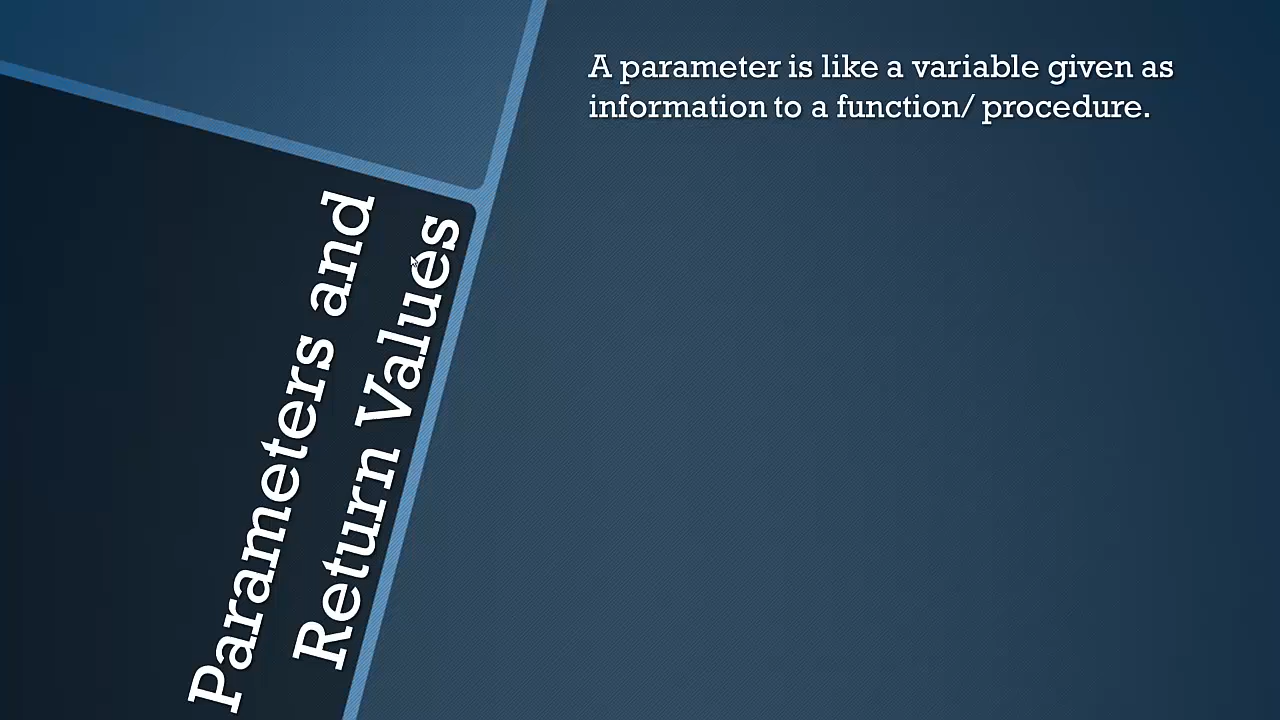 Parameters and
Return Values
A parameter is like a variable given as
information to a function/ procedure.